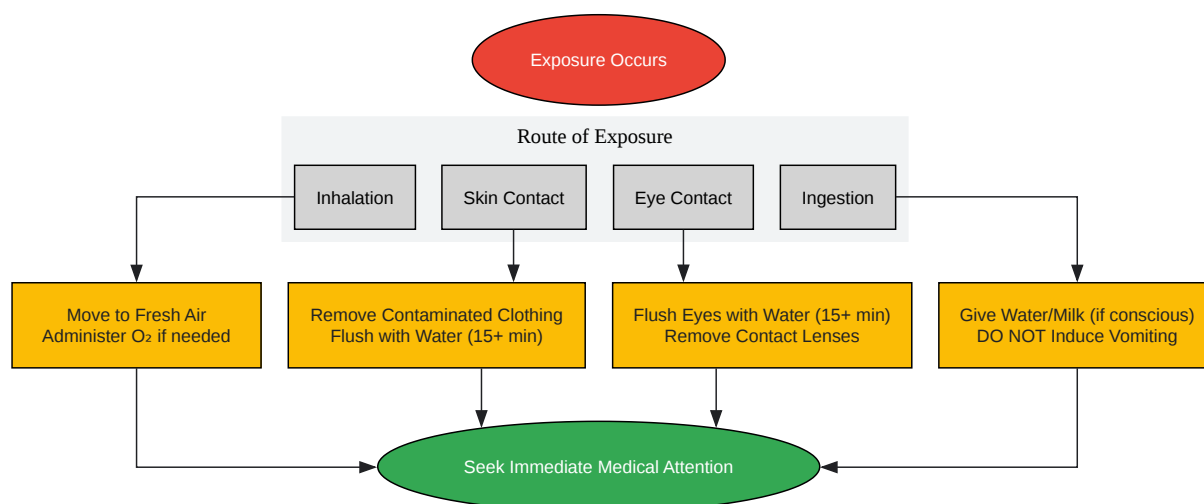 Exposure Occurs
Route of Exposure
Inhalation
Skin Contact
Eye Contact
Ingestion
Move to Fresh Air
Administer O₂ if needed
Remove Contaminated Clothing
Flush with Water (15+ min)
Flush Eyes with Water (15+ min)
Remove Contact Lenses
Give Water/Milk (if conscious)
DO NOT Induce Vomiting
Seek Immediate Medical Attention